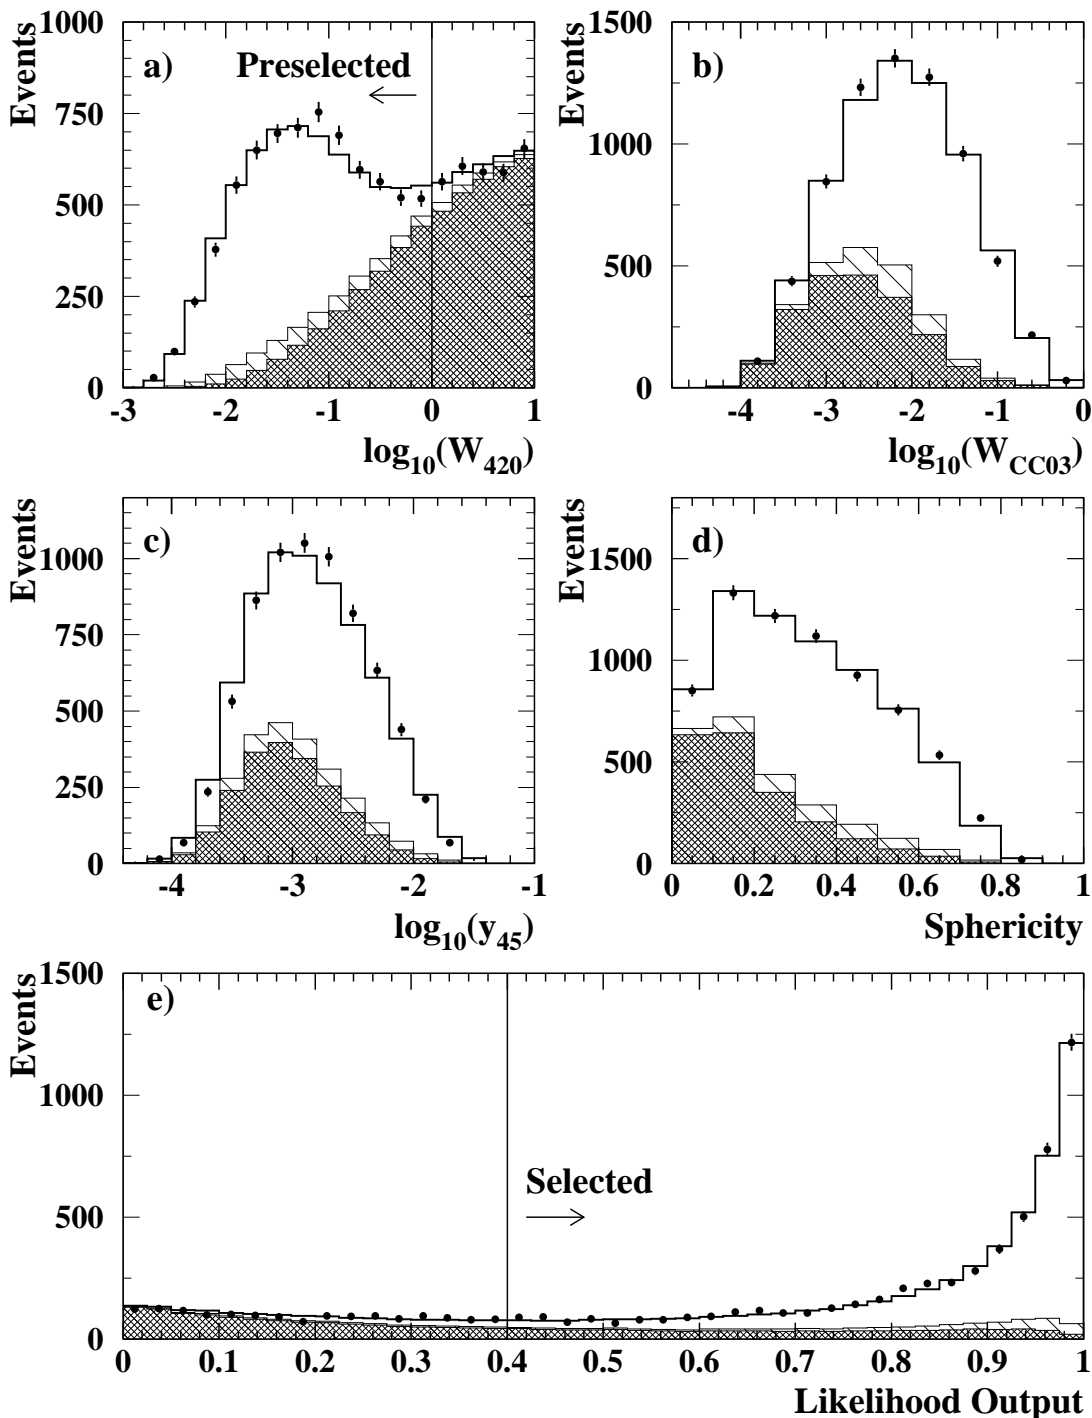 Events
1000
750
500
250
0
a)
Preselected
-3 -2 -1 0 1
log10(W420)
Events
1500
1000
500
0
b)
-4 -3 -2 -1 0
log10(WCC03)
Events
1000
750
500
250
0
c)
-4 -3 -2 -1
log10(y45)
Events
1500
1000
500
0
d)
0 0.2 0.4 0.6 0.8 1
Sphericity
Events
1500
1000
500
0
e)
Selected
0 0.1 0.2 0.3 0.4 0.5 0.6 0.7 0.8 0.9 1
Likelihood Output